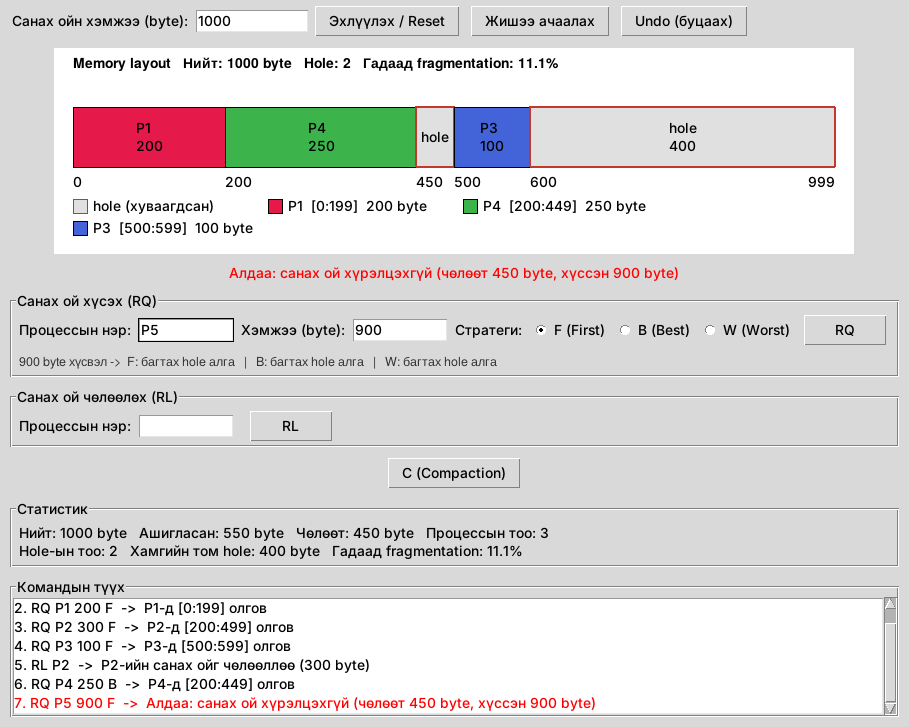 Санах ойн хэмжээ (byte): 1000 Эхлүүлэх / Reset Жишээ ачаалах Undo (буцаах)
Memory layout Нийт: 1000 byte Hole: 2 Гадаад fragmentation: 11.1%
P1 P4 hole P3 hole
200 250 100 400
0 200 450 500 600 999
hole (хуваагдсан) P1 [0:199] 200 byte P4 [200:449] 250 byte
P3 [500:599] 100 byte
Алдаа: санах ой хүрэлцэхгүй (чөлөөт 450 byte, хүссэн 900 byte)
Санах ой хүсэх (RQ)
Процессын нэр: P5 Хэмжээ (byte): 900 Стратеги: F (First) B (Best) W (Worst) RQ
900 byte хүсвэл -> F: багтах hole алга | B: багтах hole алга | W: багтах hole алга
Санах ой чөлөөлөх (RL)
Процессын нэр: RL
C (Compaction)
Статистик
Нийт: 1000 byte Ашигласан: 550 byte Чөлөөт: 450 byte Процессын тоо: 3
Hole-ын тоо: 2 Хамгийн том hole: 400 byte Гадаад fragmentation: 11.1%
Командын түүх
2. RQ P1 200 F -> P1-д [0:199] олгов
3. RQ P2 300 F -> P2-д [200:499] олгов
4. RQ P3 100 F -> P3-д [500:599] олгов
5. RL P2 -> P2-ийн санах ойг чөлөөллөө (300 byte)
6. RQ P4 250 B -> P4-д [200:449] олгов
7. RQ P5 900 F -> Алдаа: санах ой хүрэлцэхгүй (чөлөөт 450 byte, хүссэн 900 byte)